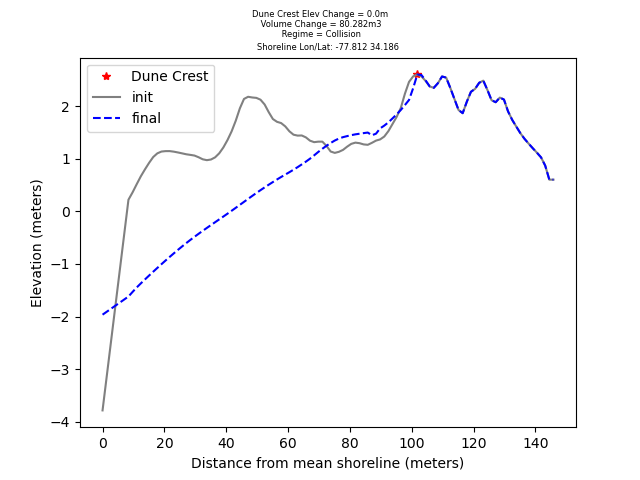 Dune Crest Elev Change = 0.0m
Volume Change = 80.282m3
Regime = Collision
Shoreline Lon/Lat: -77.812 34.186
Dune Crest
init
final
2
1
0
−1
−2
−3
−4
Elevation (meters)
0 20 40 60 80 100 120 140
Distance from mean shoreline (meters)